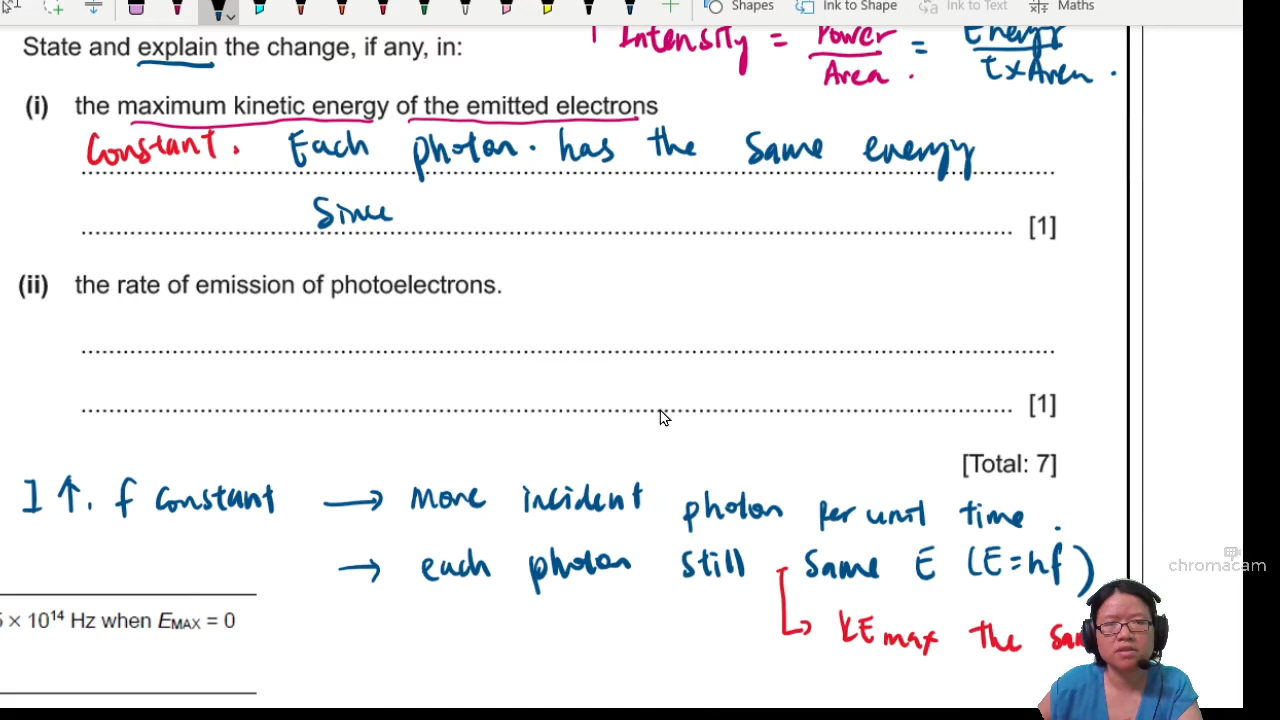 Shapes Ink to Shape Ink to Text Maths
State and explain the change, if any, in:
↑ Intensity = Power / Area = Energy / t x Area.
(i) the maximum kinetic energy of the emitted electrons
Constant. Each photon. has the same energy
Since
[1]
(ii) the rate of emission of photoelectrons.
[1]
[Total: 7]
I ↑. f constant → more incident photon per unit time.
→ each photon still same E (E=hf)
KEmax the
chromacam
× 10¹⁴ Hz when EMAX = 0